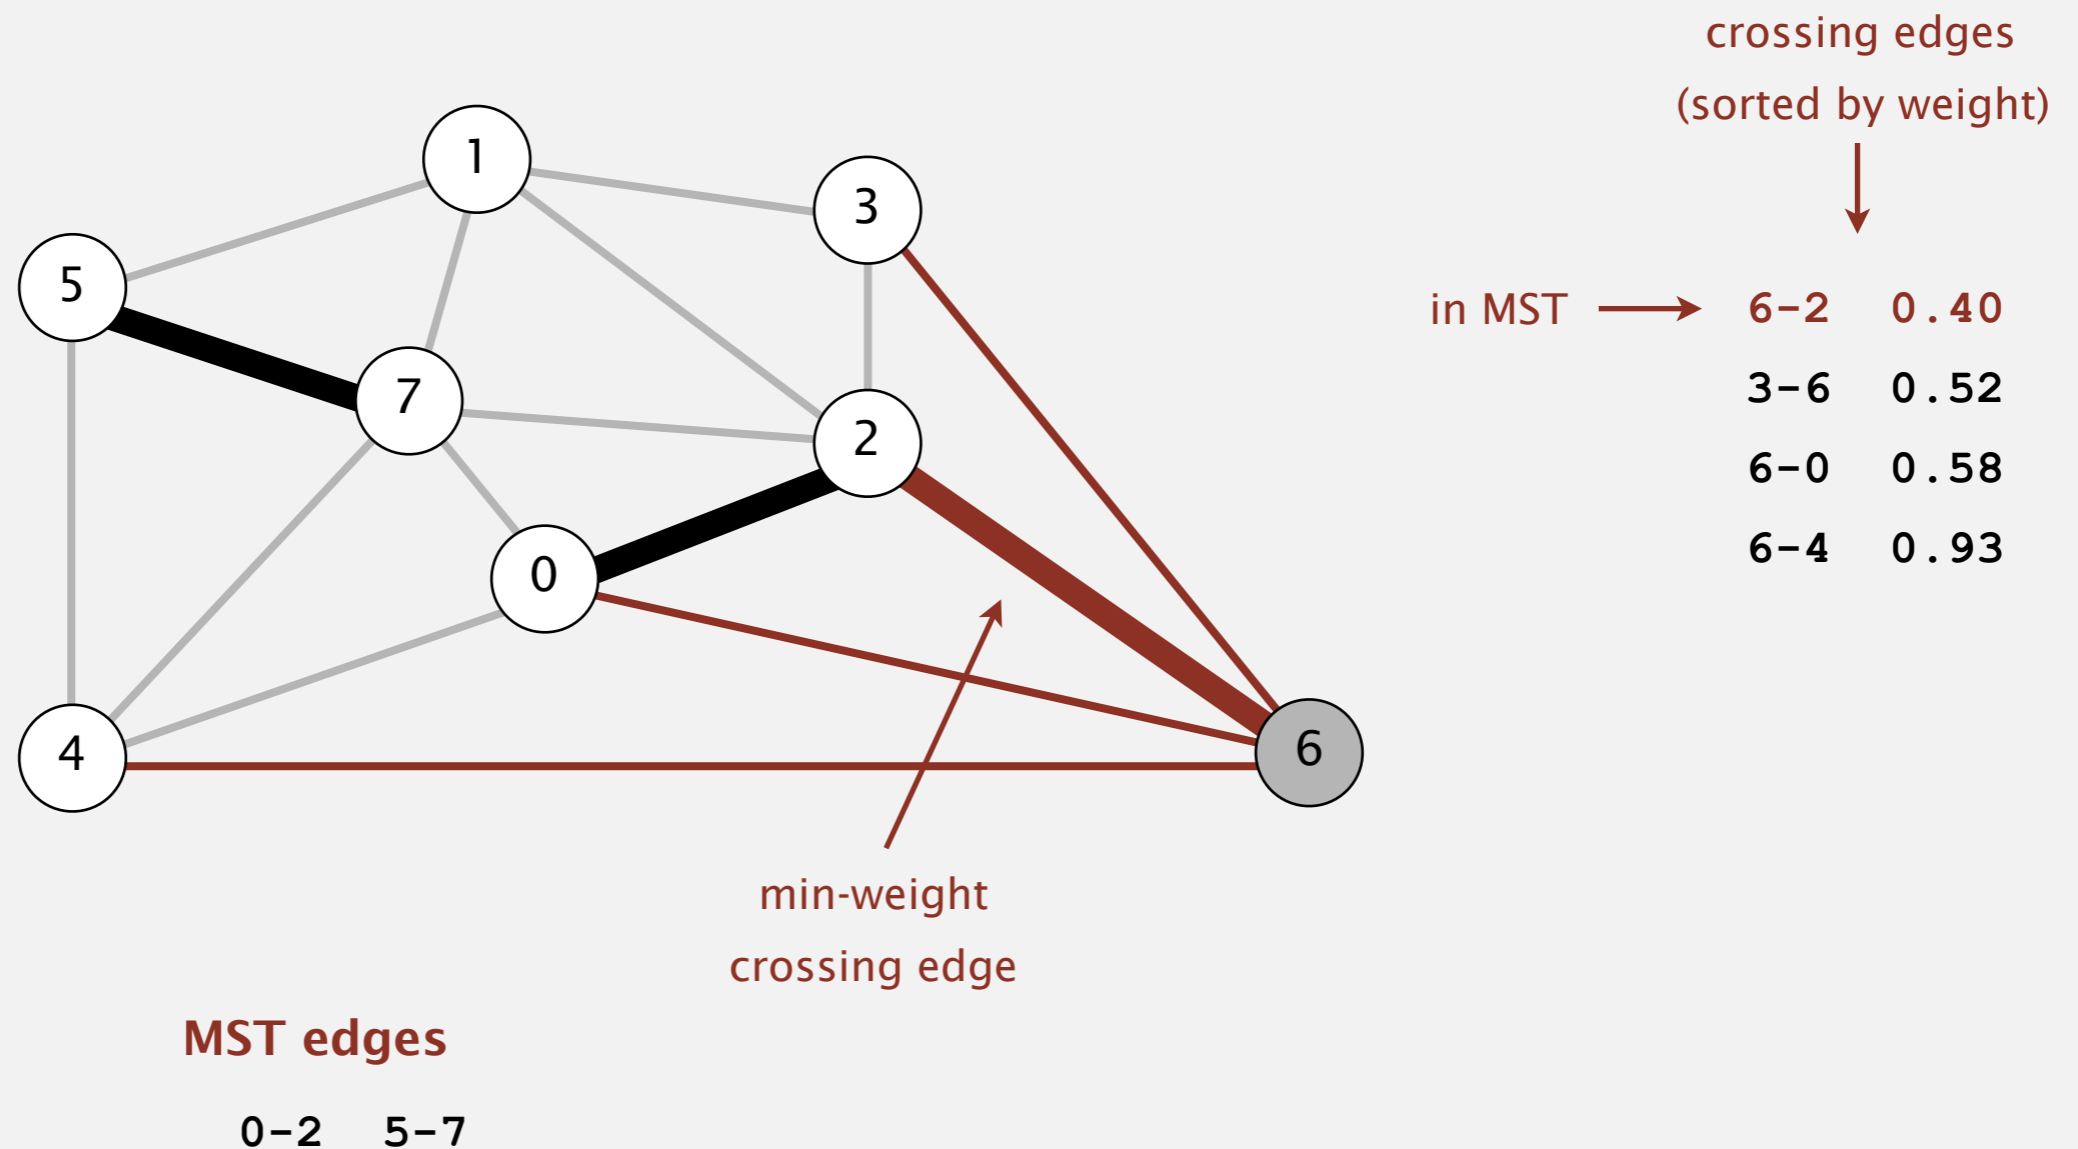 crossing edges
(sorted by weight)
1
3
5
in MST
6-2 0.40
7
3-6 0.52
2
6-0 0.58
0
6-4 0.93
4
6
min-weight
crossing edge
MST edges
0-2 5-7